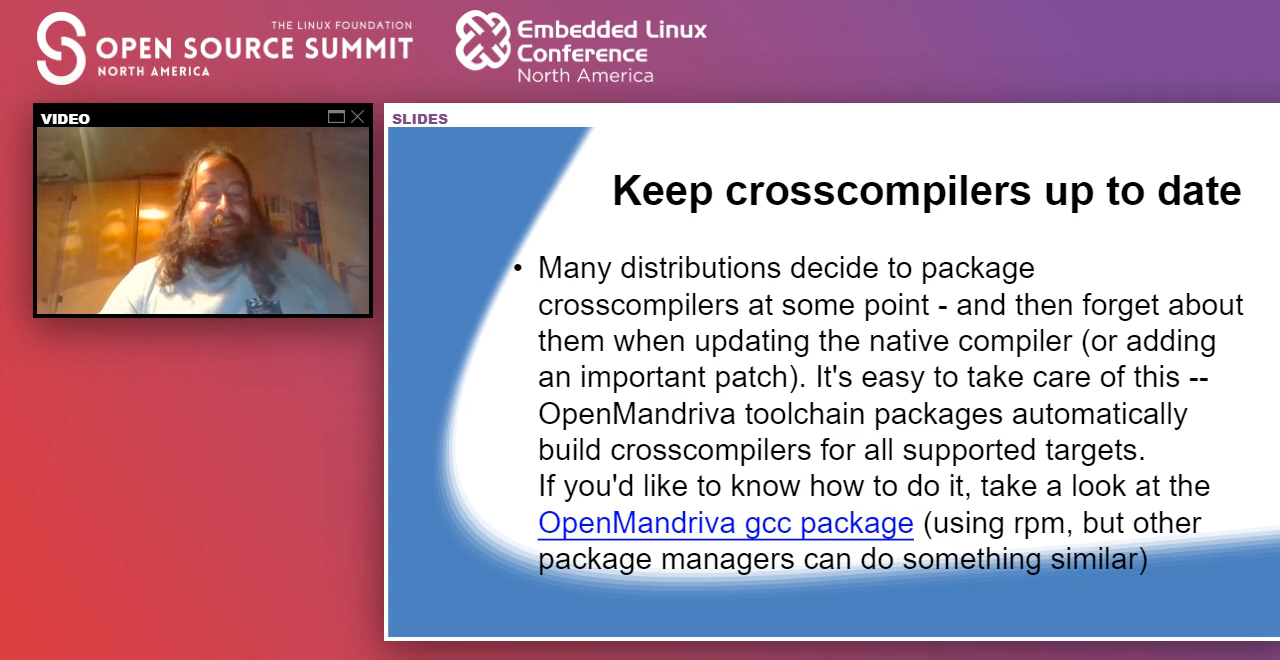 THE LINUX FOUNDATION
OPEN SOURCE SUMMIT
NORTH AMERICA
Embedded Linux
Conference
North America
VIDEO
SLIDES
Keep crosscompilers up to date
• Many distributions decide to package
crosscompilers at some point - and then forget about
them when updating the native compiler (or adding
an important patch). It's easy to take care of this --
OpenMandriva toolchain packages automatically
build crosscompilers for all supported targets.
If you'd like to know how to do it, take a look at the
OpenMandriva gcc package (using rpm, but other
package managers can do something similar)